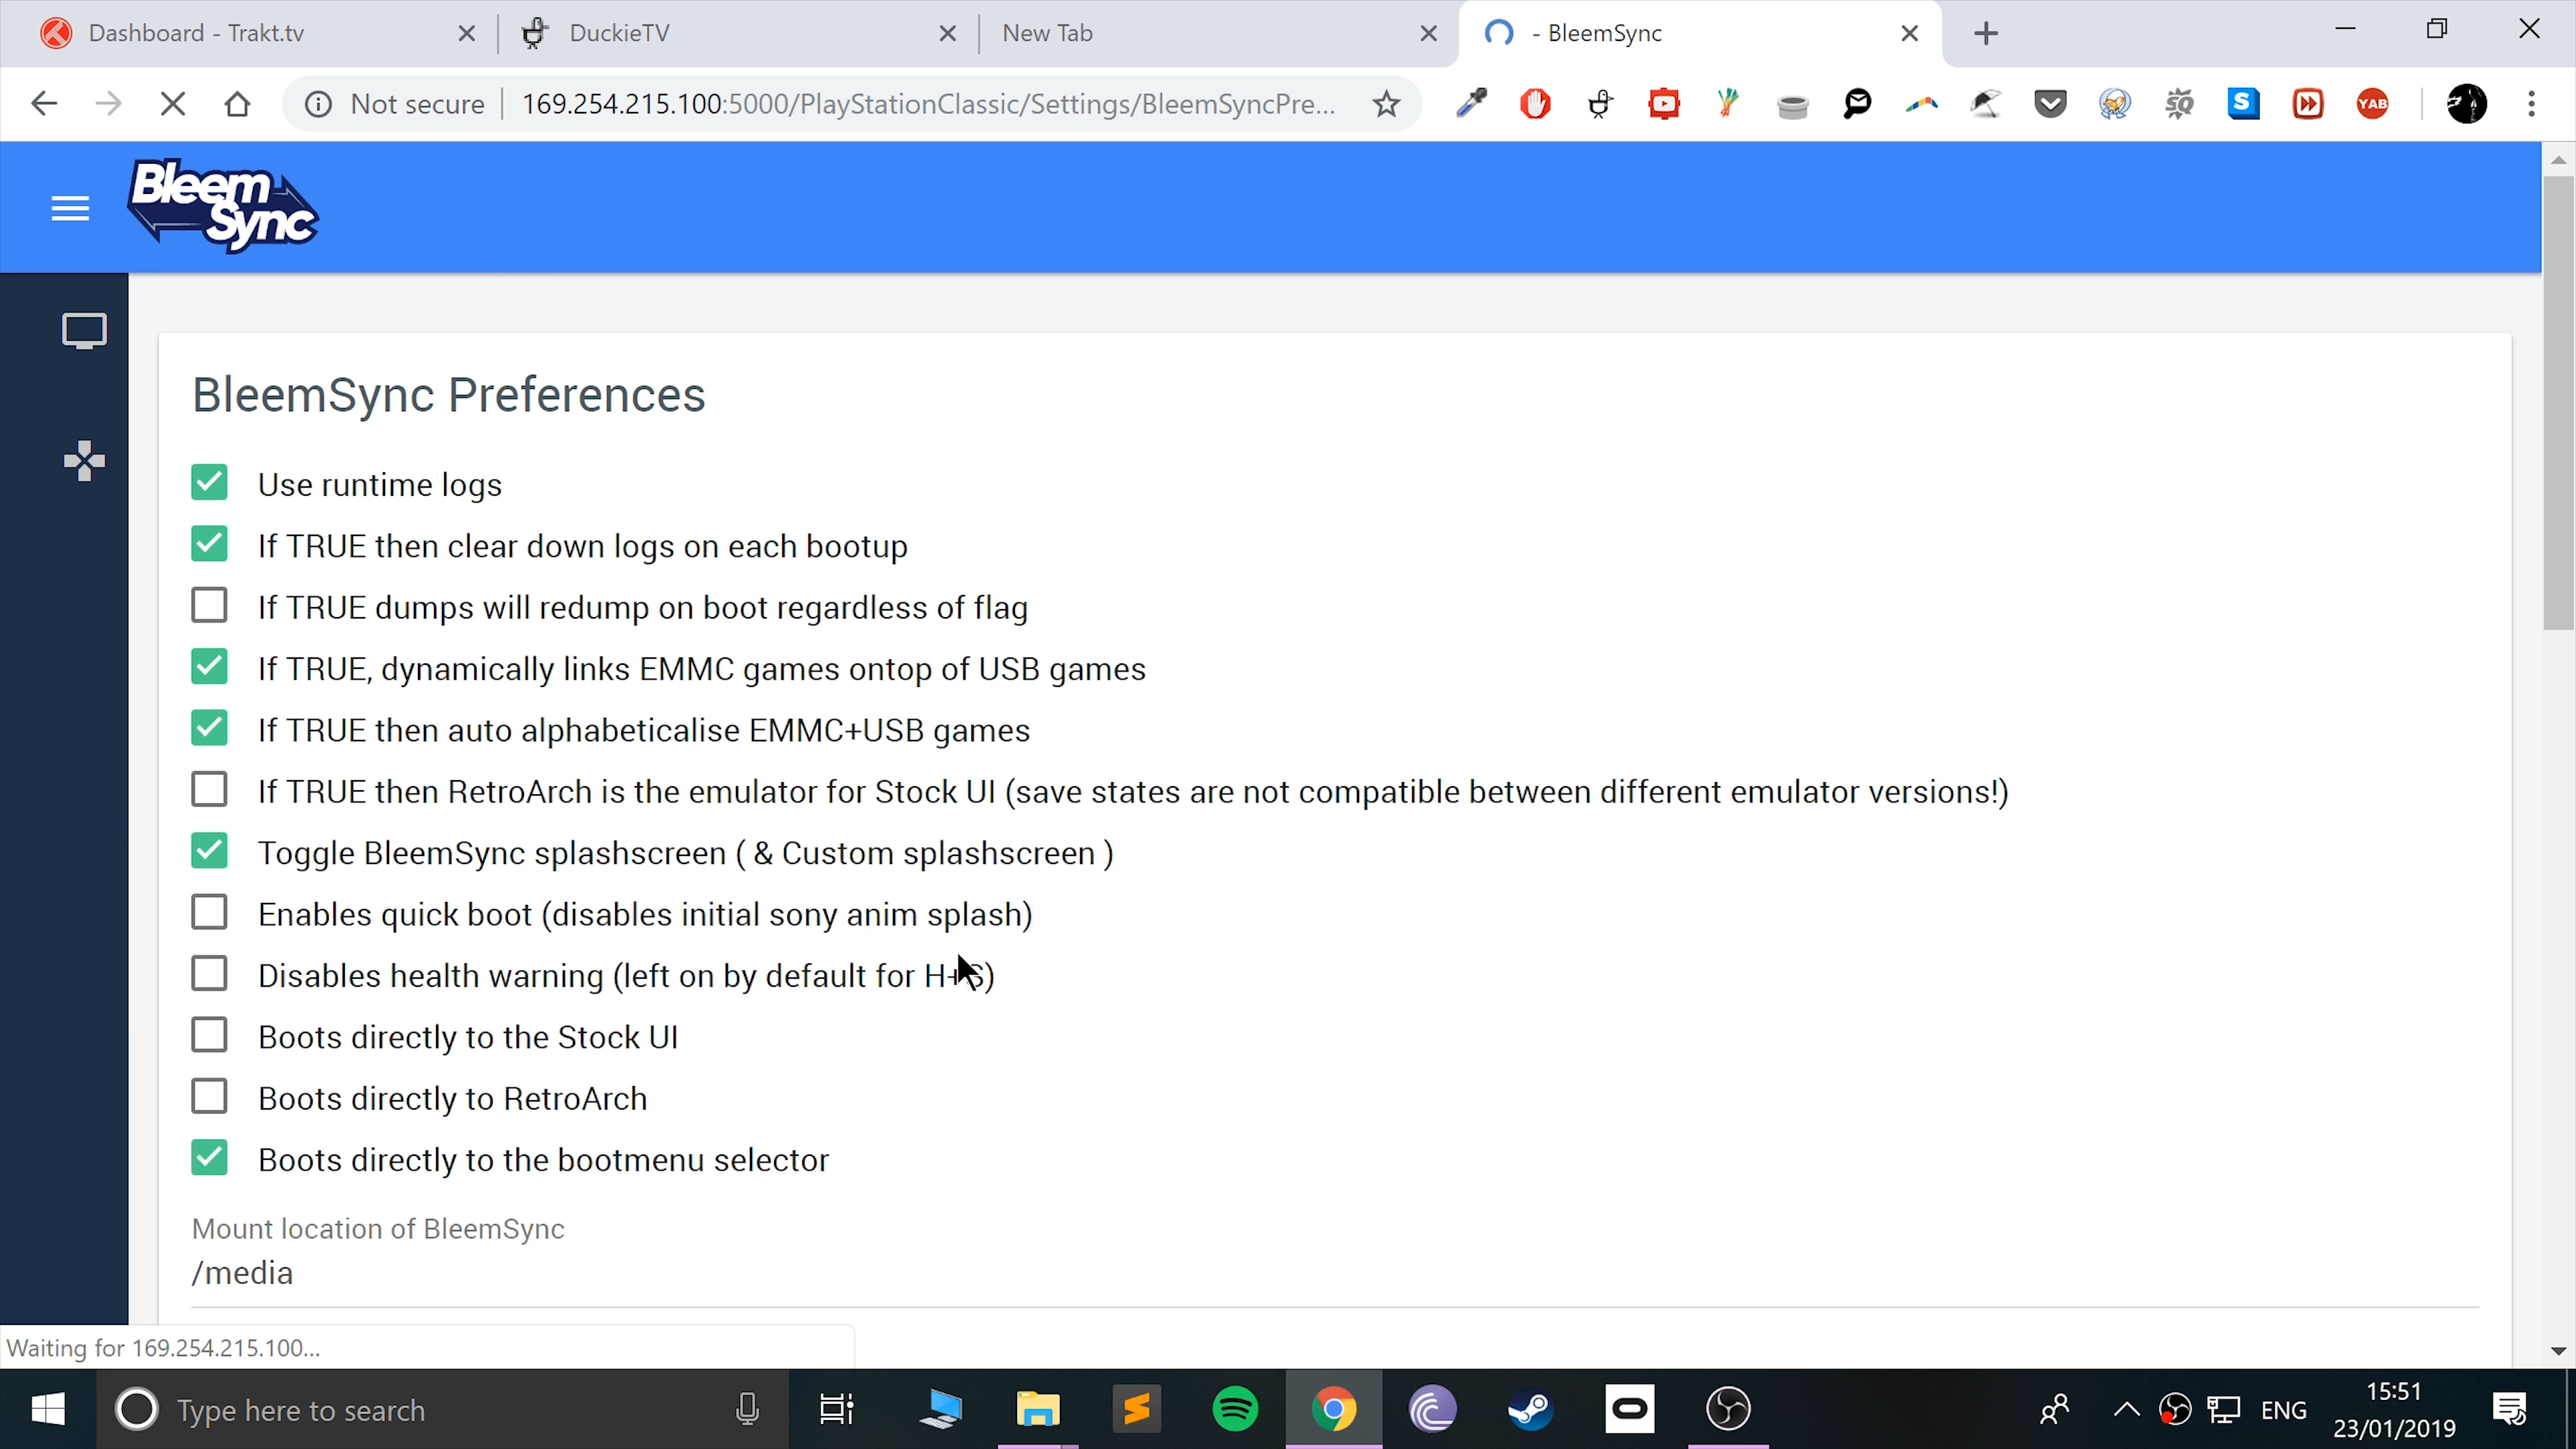 Dashboard - Trakt.tv
DuckieTV
New Tab
- BleemSync
Not secure
169.254.215.100:5000/PlayStationClassic/Settings/BleemSyncPre...
SQ
S
YAB
Bleem
Sync
BleemSync Preferences
Use runtime logs
If TRUE then clear down logs on each bootup
If TRUE dumps will redump on boot regardless of flag
If TRUE, dynamically links EMMC games ontop of USB games
If TRUE then auto alphabeticalise EMMC+USB games
If TRUE then RetroArch is the emulator for Stock UI (save states are not compatible between different emulator versions!)
Toggle BleemSync splashscreen ( & Custom splashscreen )
Enables quick boot (disables initial sony anim splash)
Disables health warning (left on by default for H+S)
Boots directly to the Stock UI
Boots directly to RetroArch
Boots directly to the bootmenu selector
Mount location of BleemSync
/media
Waiting for 169.254.215.100...
Type here to search
ENG
15:51
23/01/2019